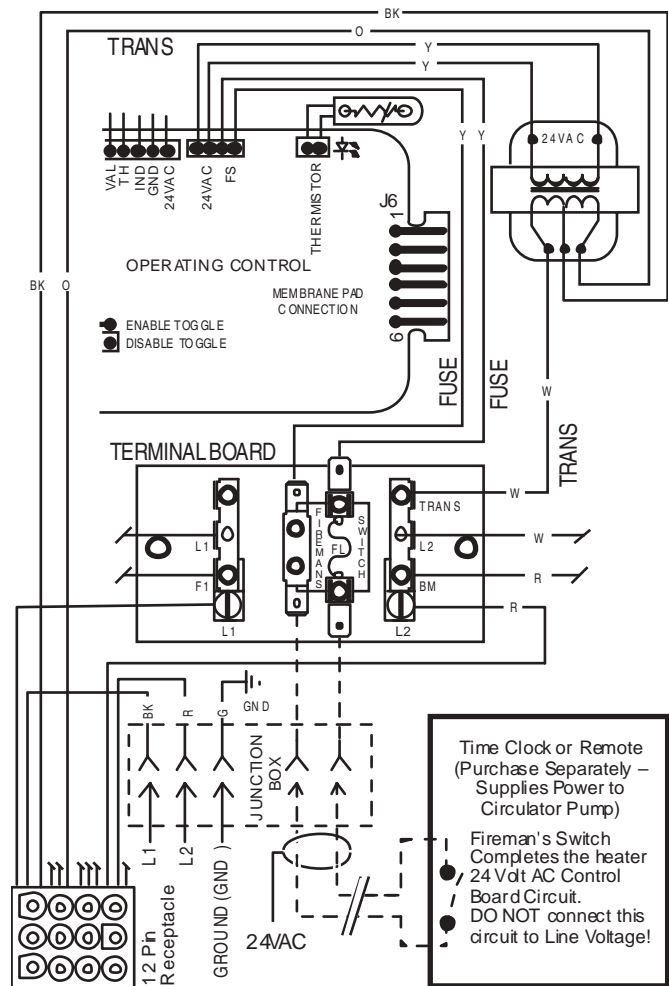 BK
O
TRANS
Y
Y
Y Y
24VAC
VAL
TH
IND
GND
24VAC
24VAC
FS
THERMISTOR
J6
1
6
OPERATING CONTROL
MEMBRANE PAD
CONNECTION
BK O
ENABLE TOGGLE
DISABLE TOGGLE
FUSE
FUSE
W
TRANS
TERMINAL BOARD
W
TRANS
L1
F1
L1
FIREMANS
FL
SWITCH
L2
BM
L2
W
R
R
BK
R
G
GND
JUNCTION
BOX
L1
L2
GROUND (GND )
24VAC
12 Pin
Receptacle
Time Clock or Remote
(Purchase Separately –
Supplies Power to
Circulator Pump)
Fireman's Switch
Completes the heater
24 Volt AC Control
Board Circuit.
DO NOT connect this
circuit to Line Voltage!